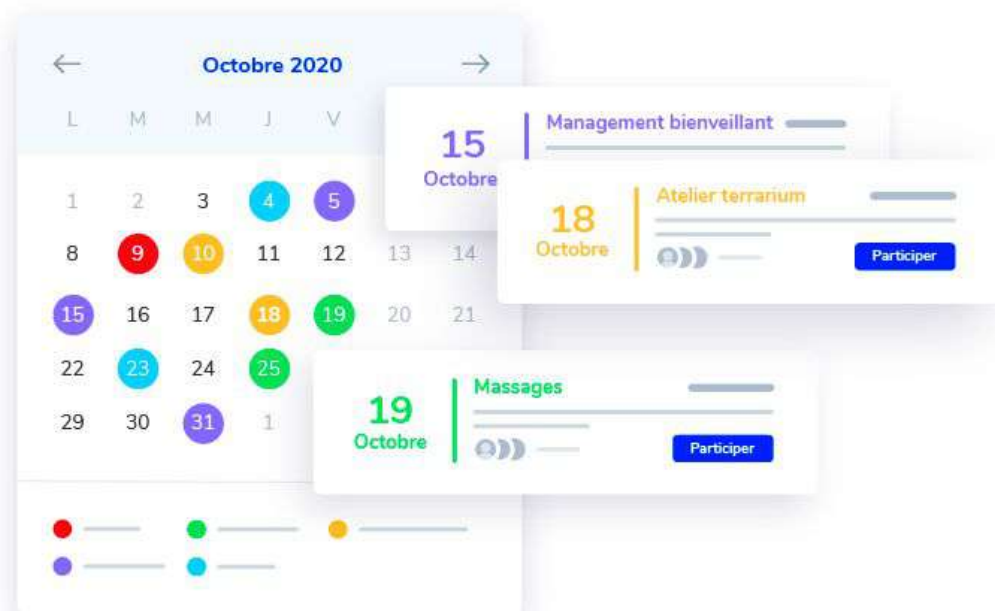 Octobre 2020
L M M J V
1 2 3 4 5
8 9 10 11 12 13 14
15 16 17 18 19 20 21
22 23 24 25
29 30 31 1
15
Octobre
Management bienveillant
18
Octobre
Atelier terrarium
Participer
19
Octobre
Massages
Participer